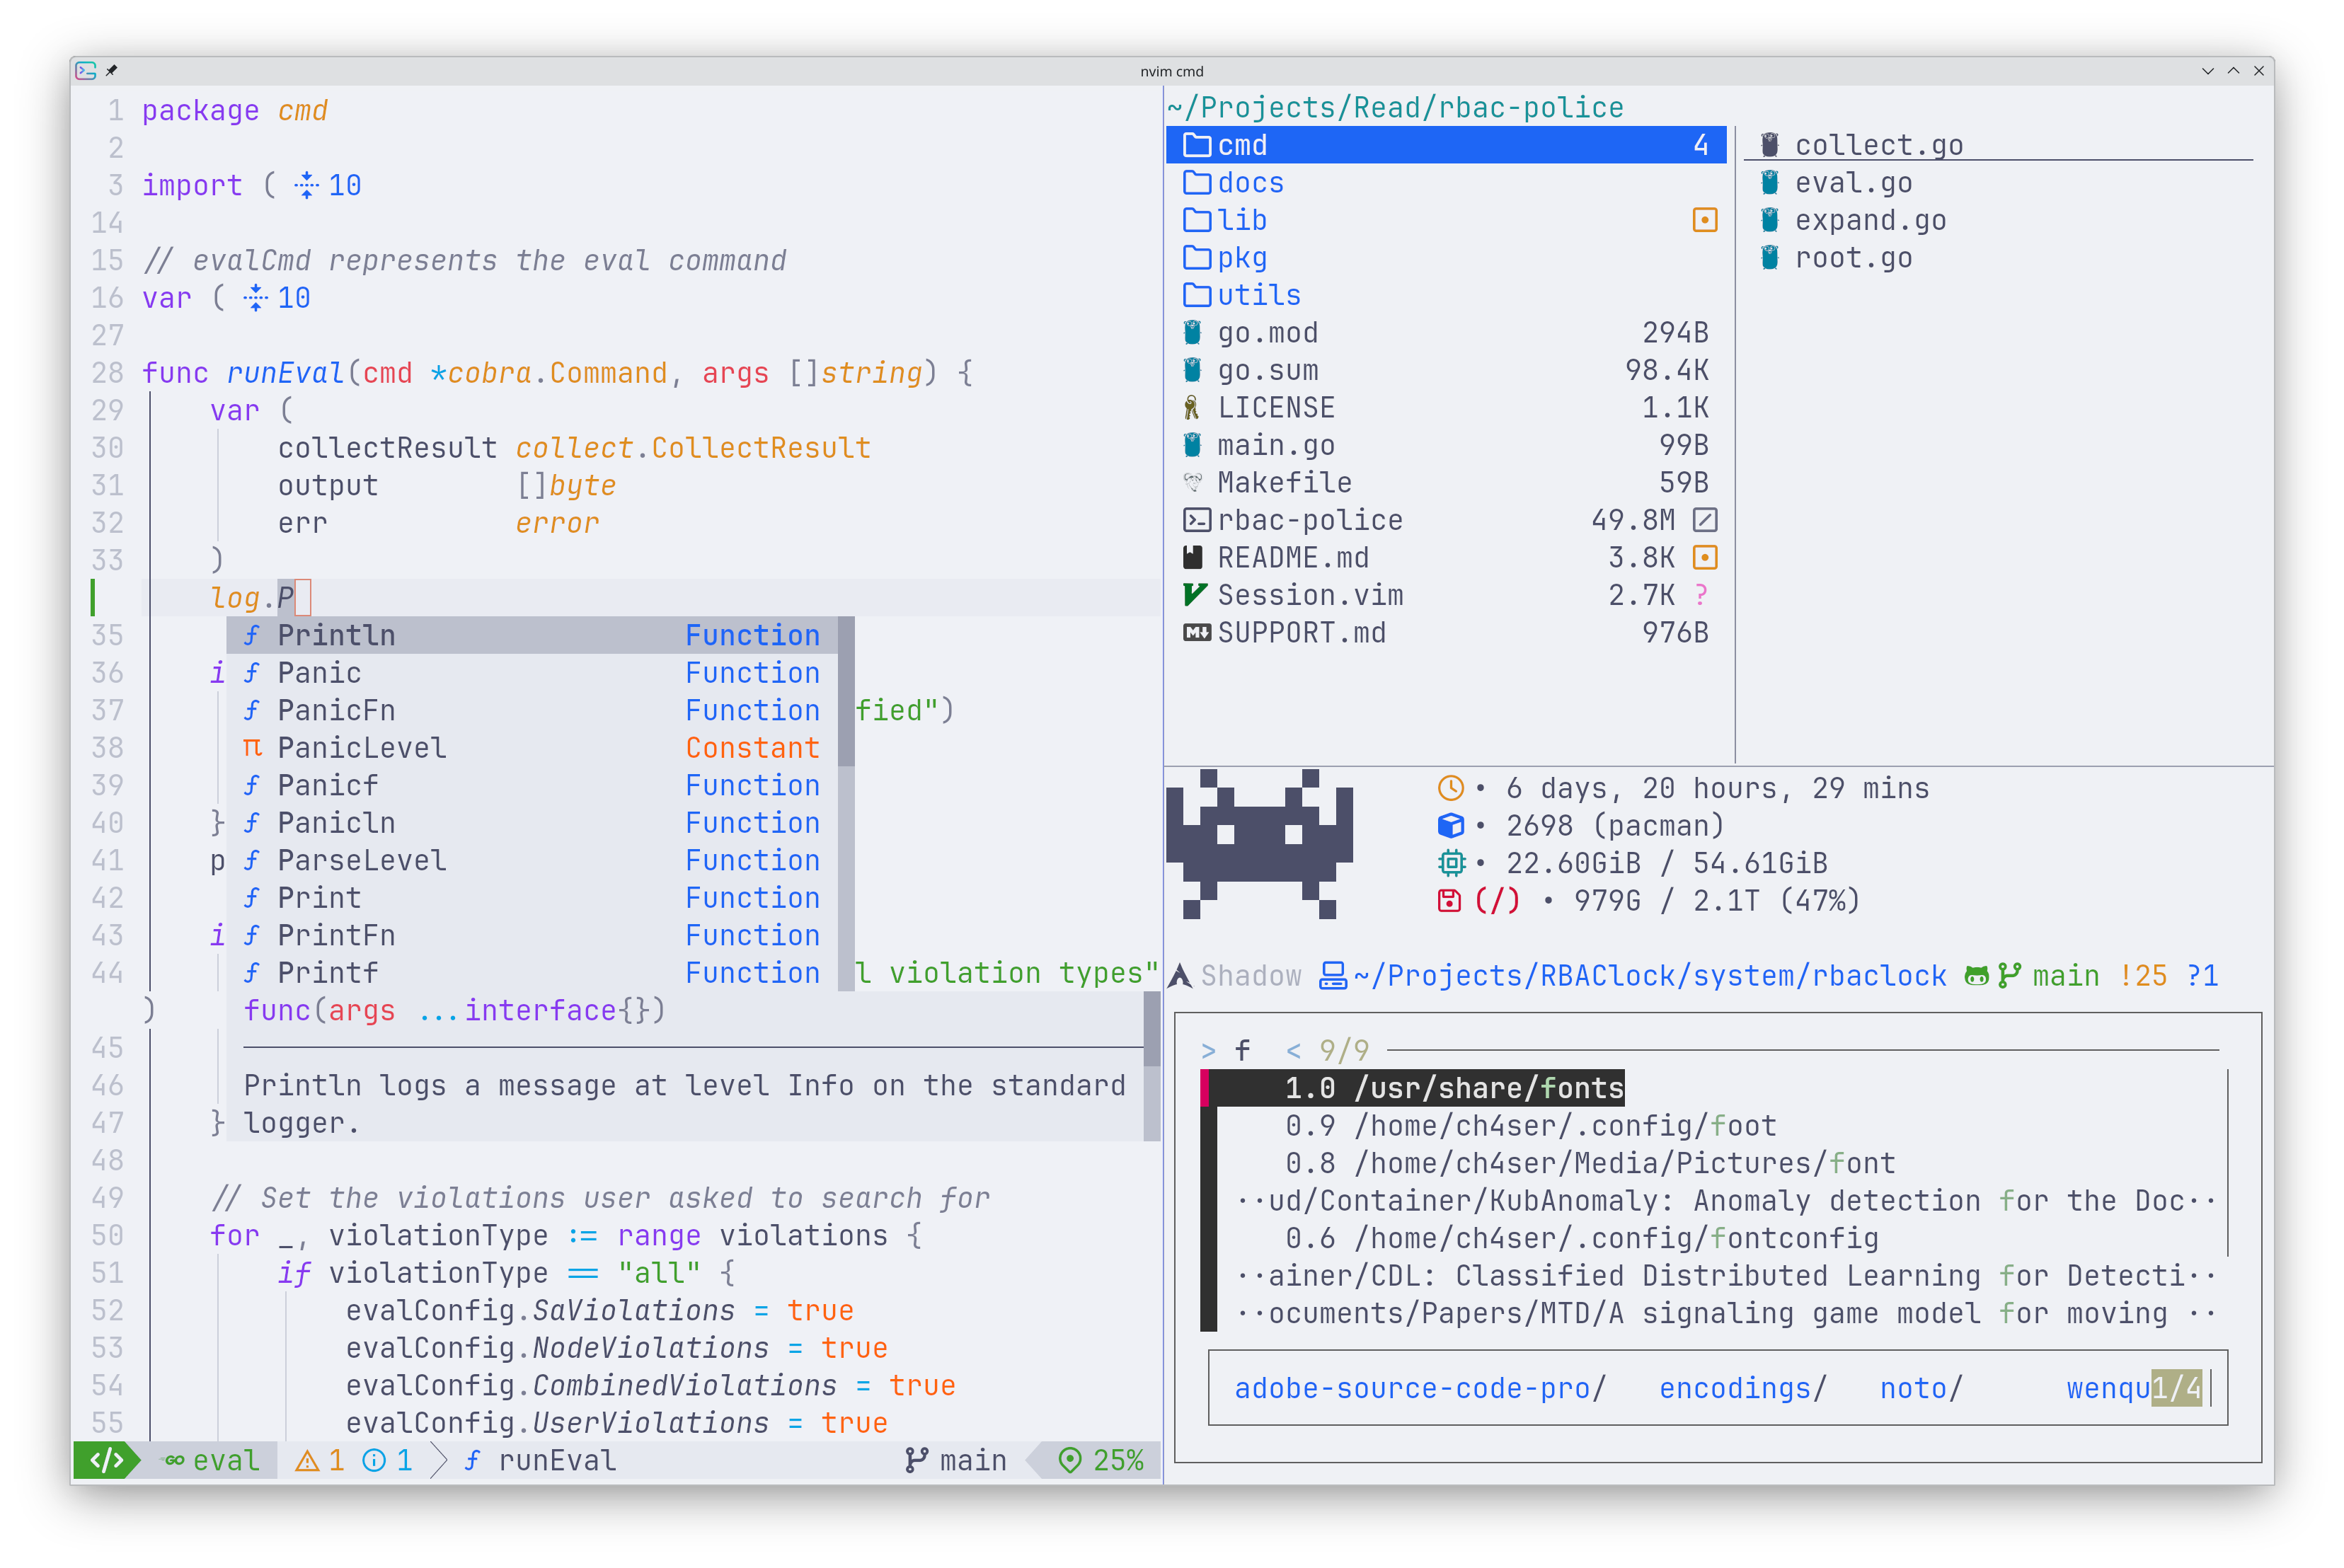 nvim cmd
1 package cmd
2
3 import ( 10
14
15 // evalCmd represents the eval command
16 var ( 10
27
28 func runEval(cmd *cobra.Command, args []string) {
29 var (
30 collectResult collect.CollectResult
31 output []byte
32 err error
33 )
log.P
35 ƒ Println Function
36 i ƒ Panic Function
37 ƒ PanicFn Function fied")
38 π PanicLevel Constant
39 ƒ Panicf Function
40 } ƒ Panicln Function
41 p ƒ ParseLevel Function
42 ƒ Print Function
43 i ƒ PrintFn Function
44 ƒ Printf Function l violation types"
) func(args ...interface{})
45
46 Println logs a message at level Info on the standard
47 } logger.
48
49 // Set the violations user asked to search for
50 for _, violationType := range violations {
51 if violationType == "all" {
52 evalConfig.SaViolations = true
53 evalConfig.NodeViolations = true
54 evalConfig.CombinedViolations = true
55 evalConfig.UserViolations = true
</> GO eval 1 1 ƒ runEval main 25%
~/Projects/Read/rbac-police
cmd 4
docs
lib
pkg
utils
go.mod 294B
go.sum 98.4K
LICENSE 1.1K
main.go 99B
Makefile 59B
rbac-police 49.8M
README.md 3.8K
Session.vim 2.7K ?
SUPPORT.md 976B
collect.go
eval.go
expand.go
root.go
• 6 days, 20 hours, 29 mins
• 2698 (pacman)
• 22.60GiB / 54.61GiB
(/) • 979G / 2.1T (47%)
Shadow ~/Projects/RBAClock/system/rbaclock main !25 ?1
> f < 9/9
1.0 /usr/share/fonts
0.9 /home/ch4ser/.config/foot
0.8 /home/ch4ser/Media/Pictures/font
··ud/Container/KubAnomaly: Anomaly detection for the Doc··
0.6 /home/ch4ser/.config/fontconfig
··ainer/CDL: Classified Distributed Learning for Detecti··
··ocuments/Papers/MTD/A signaling game model for moving ··
adobe-source-code-pro/ encodings/ noto/ wenqu1/4